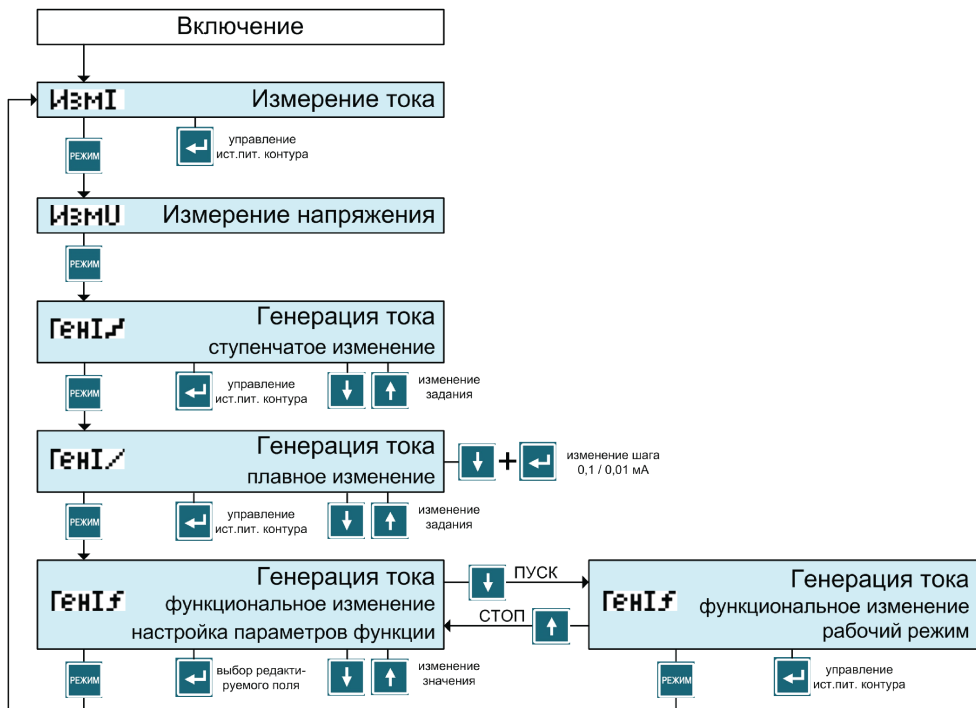 Включение
ИзмI
Измерение тока
РЕЖИМ
управление
ист.пит. контура
ИзмU
Измерение напряжения
РЕЖИМ
ГенI
Генерация тока
ступенчатое изменение
РЕЖИМ
управление
ист.пит. контура
изменение
задания
ГенI
Генерация тока
плавное изменение
+
изменение шага
0,1 / 0,01 мА
РЕЖИМ
управление
ист.пит. контура
изменение
задания
ГенIf
Генерация тока
функциональное изменение
настройка параметров функции
ПУСК
СТОП
ГенIf
Генерация тока
функциональное изменение
рабочий режим
РЕЖИМ
выбор редакти-
руемого поля
изменение
значения
РЕЖИМ
управление
ист.пит. контура